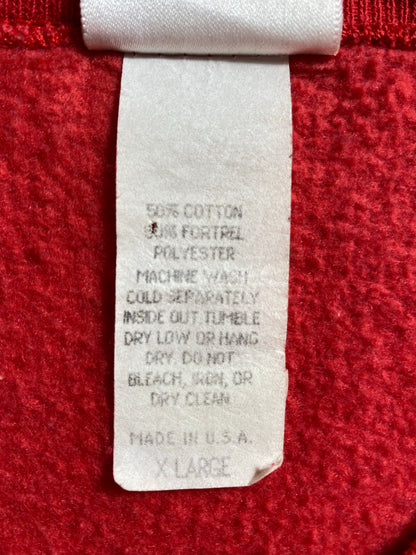 50% COTTON
50% FORTREL
POLYESTER
MACHINE WASH
COLD SEPARATELY
INSIDE OUT TUMBLE
DRY LOW OR HANG
DRY. DO NOT
BLEACH, IRON, OR
DRY CLEAN
MADE IN U.S.A.
X-LARGE